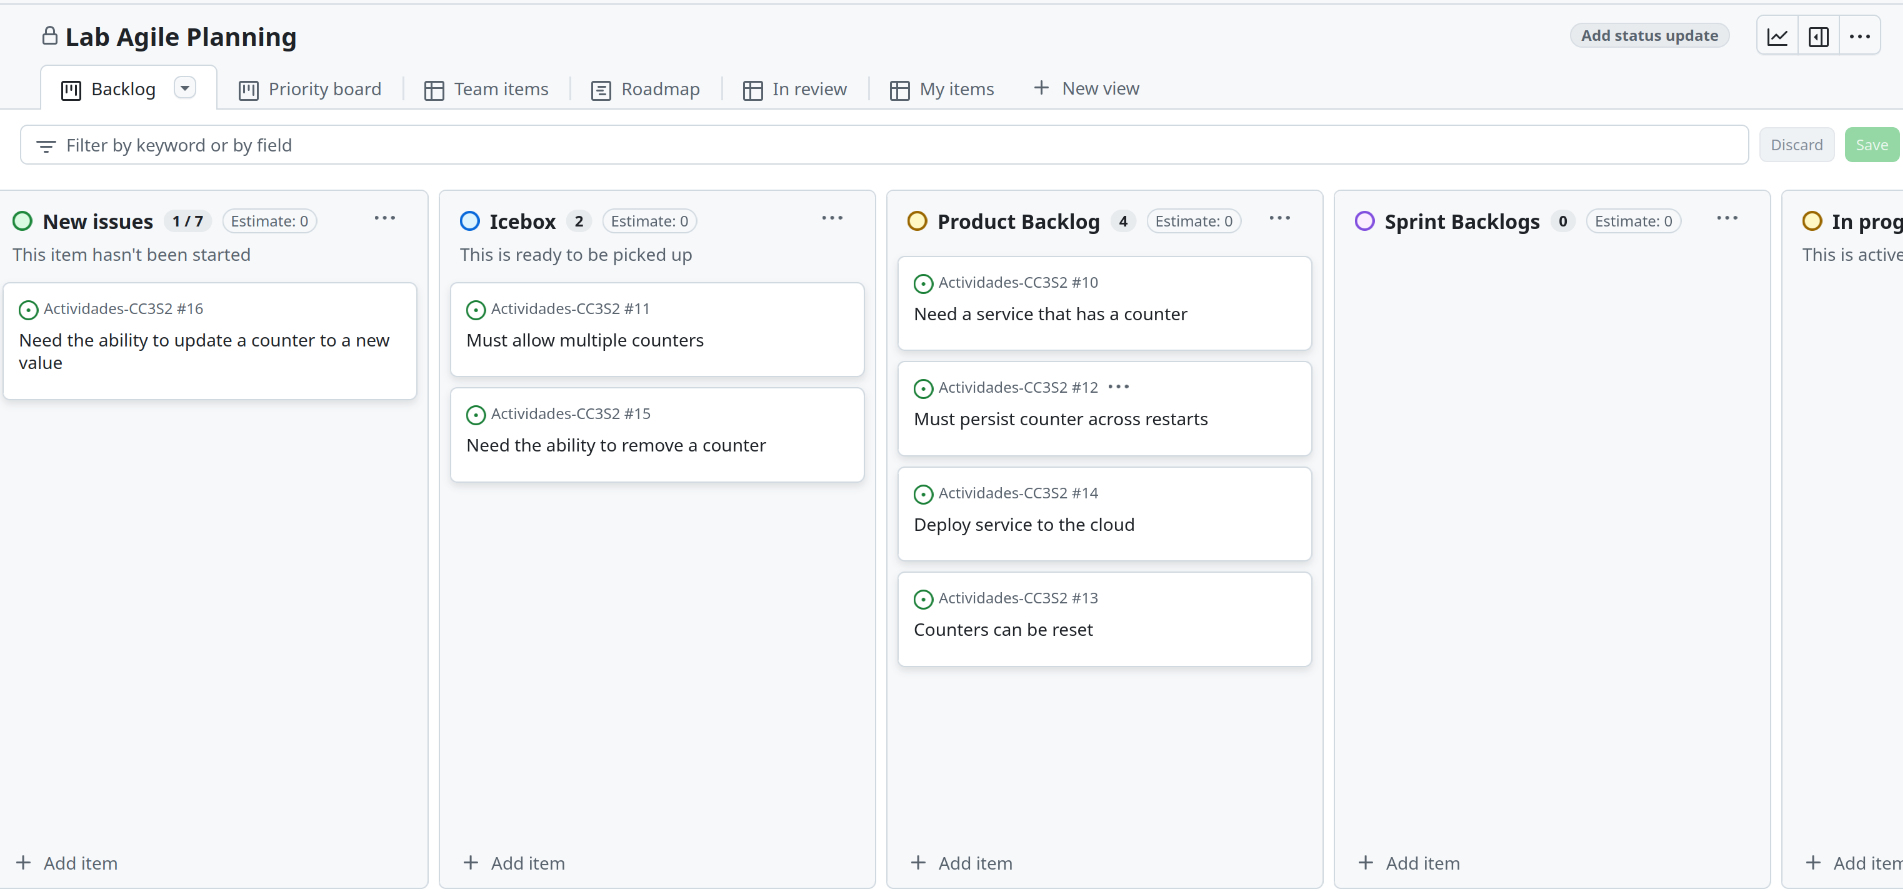 Lab Agile Planning
Add status update
Backlog
Priority board
Team items
Roadmap
In review
My items
New view
Filter by keyword or by field
Discard
Save
New issues 1 / 7 Estimate: 0
This item hasn't been started
Actividades-CC3S2 #16
Need the ability to update a counter to a new
value
Add item
Icebox 2 Estimate: 0
This is ready to be picked up
Actividades-CC3S2 #11
Must allow multiple counters
Actividades-CC3S2 #15
Need the ability to remove a counter
Add item
Product Backlog 4 Estimate: 0
Actividades-CC3S2 #10
Need a service that has a counter
Actividades-CC3S2 #12
Must persist counter across restarts
Actividades-CC3S2 #14
Deploy service to the cloud
Actividades-CC3S2 #13
Counters can be reset
Add item
Sprint Backlogs 0 Estimate: 0
Add item
In prog
This is active
Add item